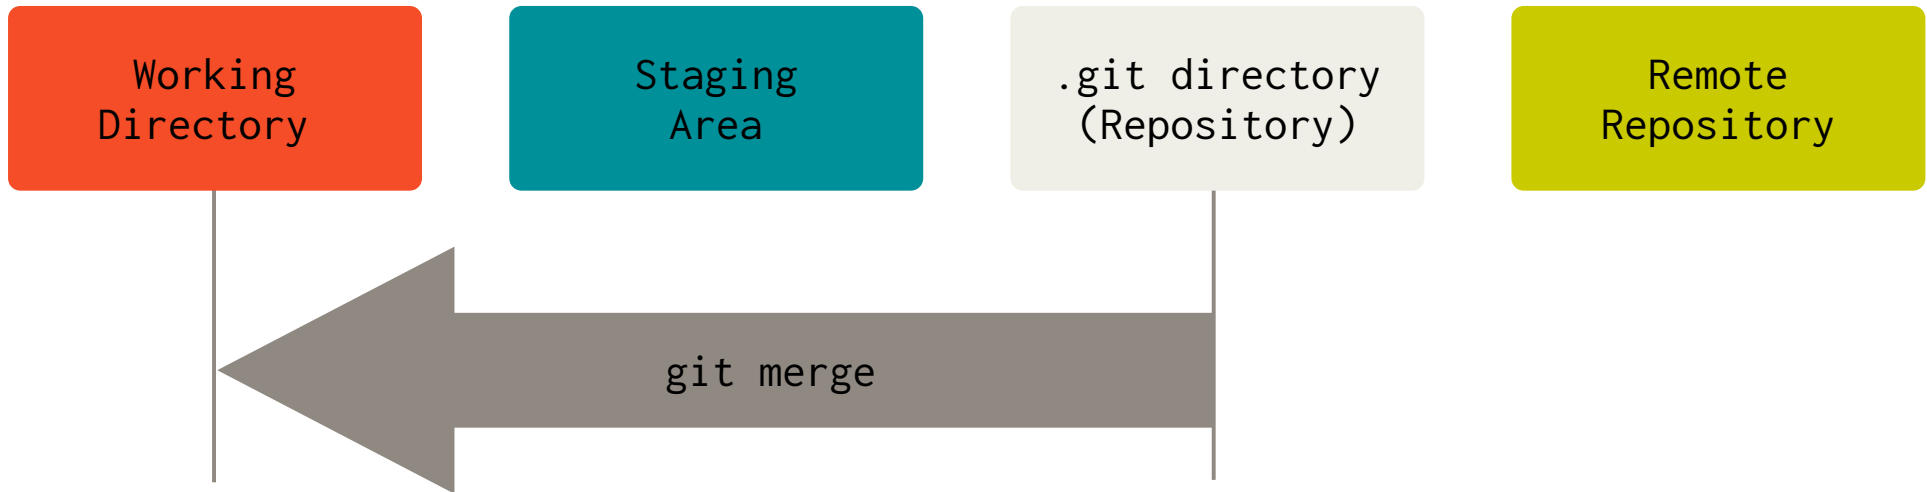 Working
Directory
Staging
Area
.git directory
(Repository)
Remote
Repository
git merge